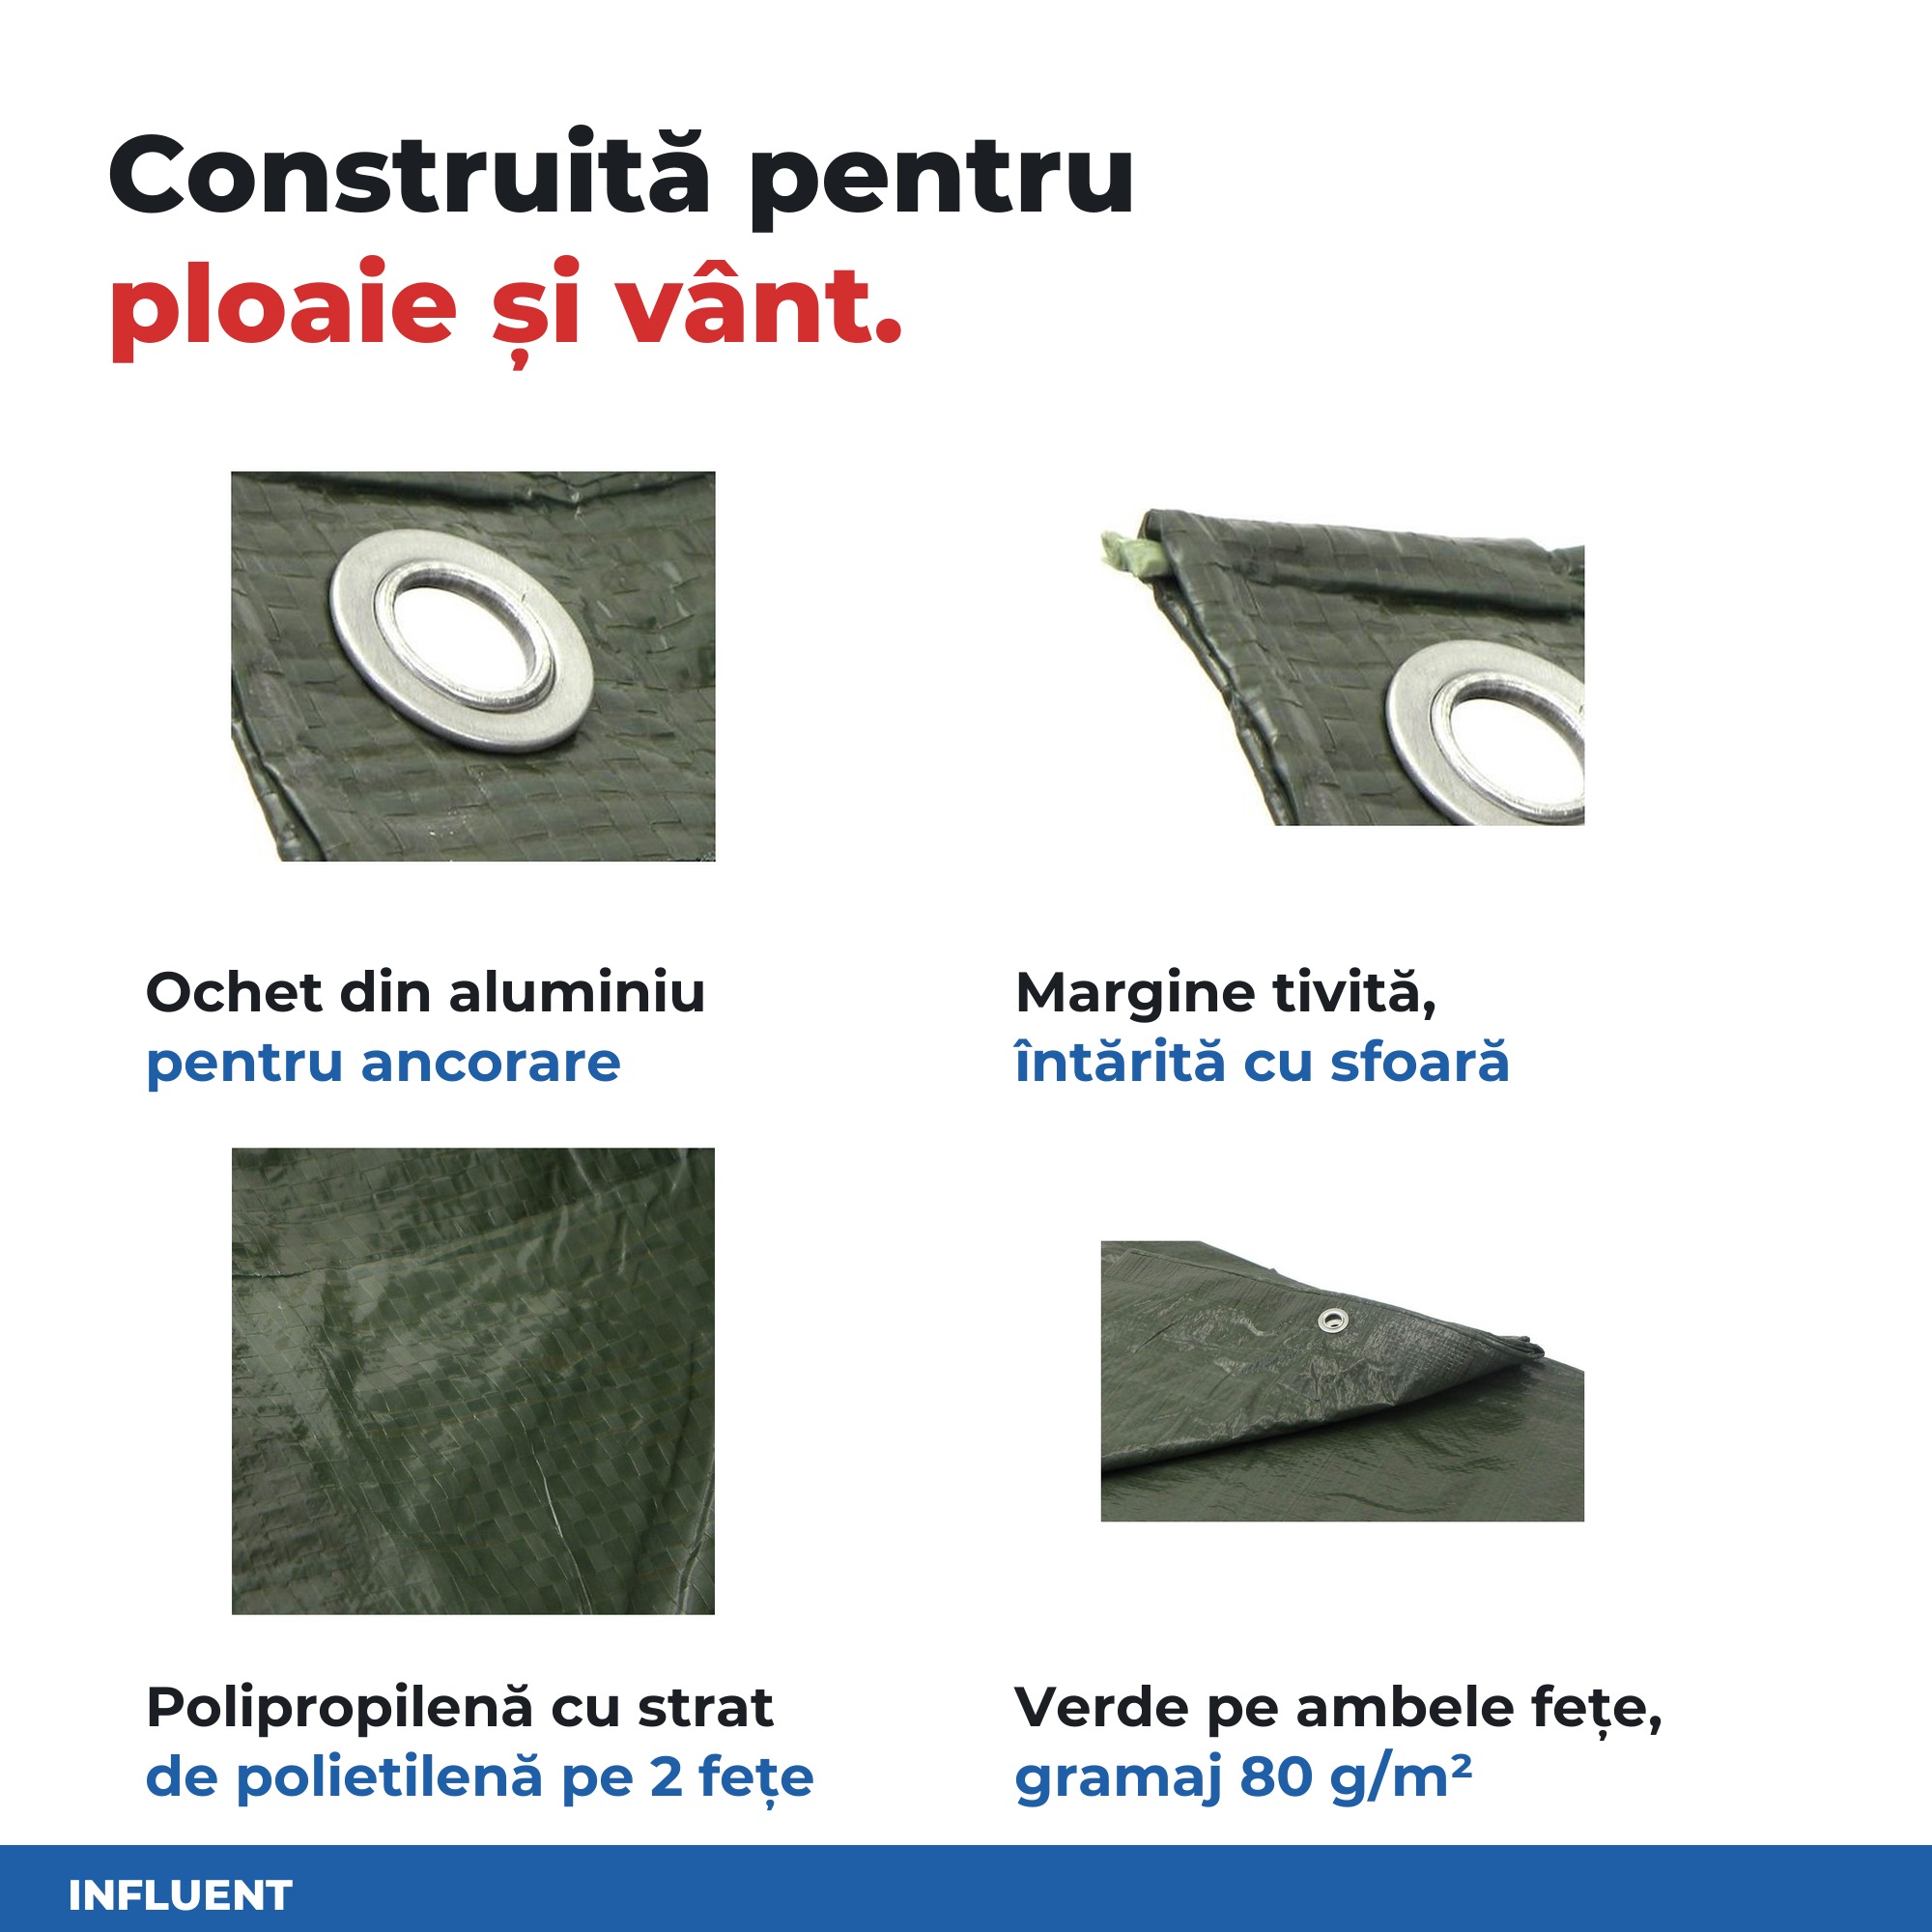 Construită pentru
ploaie și vânt.
Ochet din aluminiu
pentru ancorare
Margine tivită,
întărită cu sfoară
Polipropilenă cu strat
de polietilenă pe 2 fețe
Verde pe ambele fețe,
gramaj 80 g/m²
INFLUENT